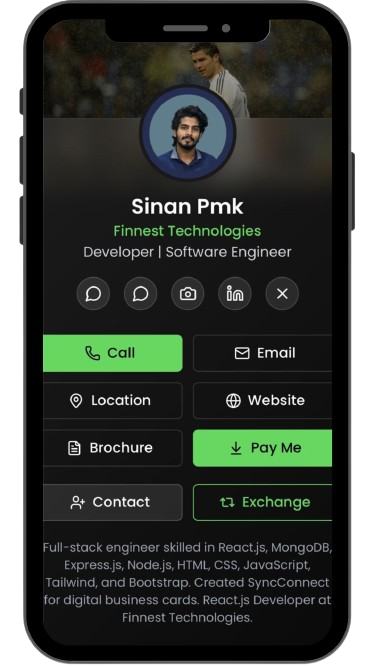 Sinan Pmk
Finnest Technologies
Developer | Software Engineer
in
Call
Email
Location
Website
Brochure
Pay Me
Contact
Exchange
Full-stack engineer skilled in React.js, MongoDB,
Express.js, Node.js, HTML, CSS, JavaScript,
Tailwind, and Bootstrap. Created SyncConnect
for digital business cards. React.js Developer at
Finnest Technologies.